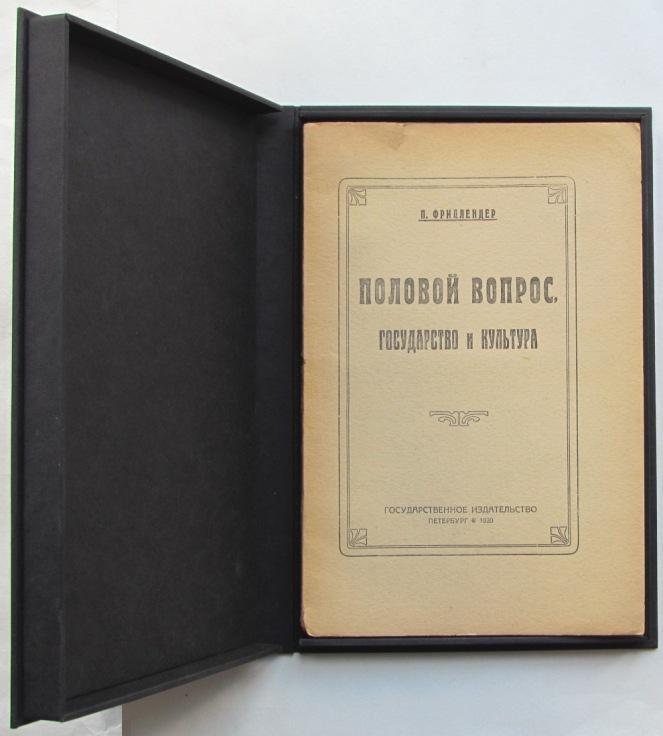 П. ФРИДЛЕНДЕР
ПОЛОВОЙ ВОПРОС,
ГОСУДАРСТВО и КУЛЬТУРА
ГОСУДАРСТВЕННОЕ ИЗДАТЕЛЬСТВО
ПЕТЕРБУРГ 1920